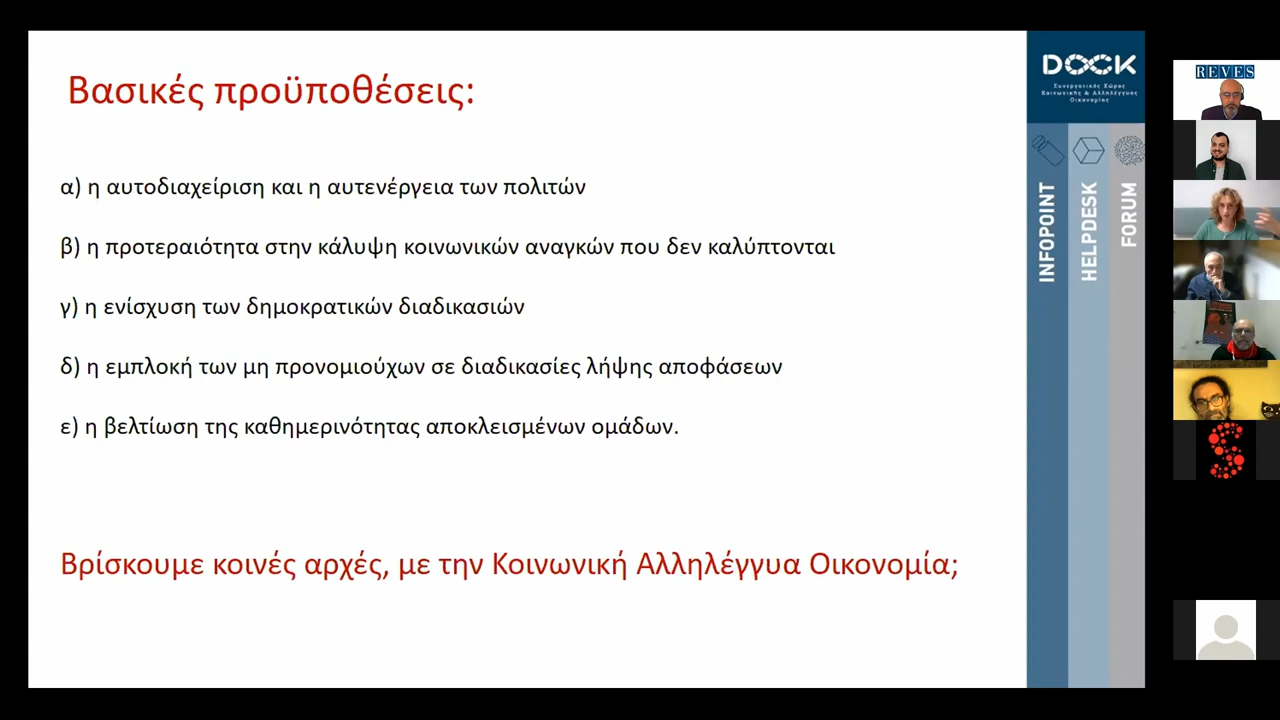 Βασικές προϋποθέσεις:
α) η αυτοδιαχείριση και η αυτενέργεια των πολιτών
β) η προτεραιότητα στην κάλυψη κοινωνικών αναγκών που δεν καλύπτονται
γ) η ενίσχυση των δημοκρατικών διαδικασιών
δ) η εμπλοκή των μη προνομιούχων σε διαδικασίες λήψης αποφάσεων
ε) η βελτίωση της καθημερινότητας αποκλεισμένων ομάδων.
Βρίσκουμε κοινές αρχές, με την Κοινωνική Αλληλέγγυα Οικονομία;
DOCK
Συνεργατικός Χώρος
Κοινωνικής & Αλληλέγγυας
Οικονομίας
INFOPOINT
HELPDESK
FORUM
REVES